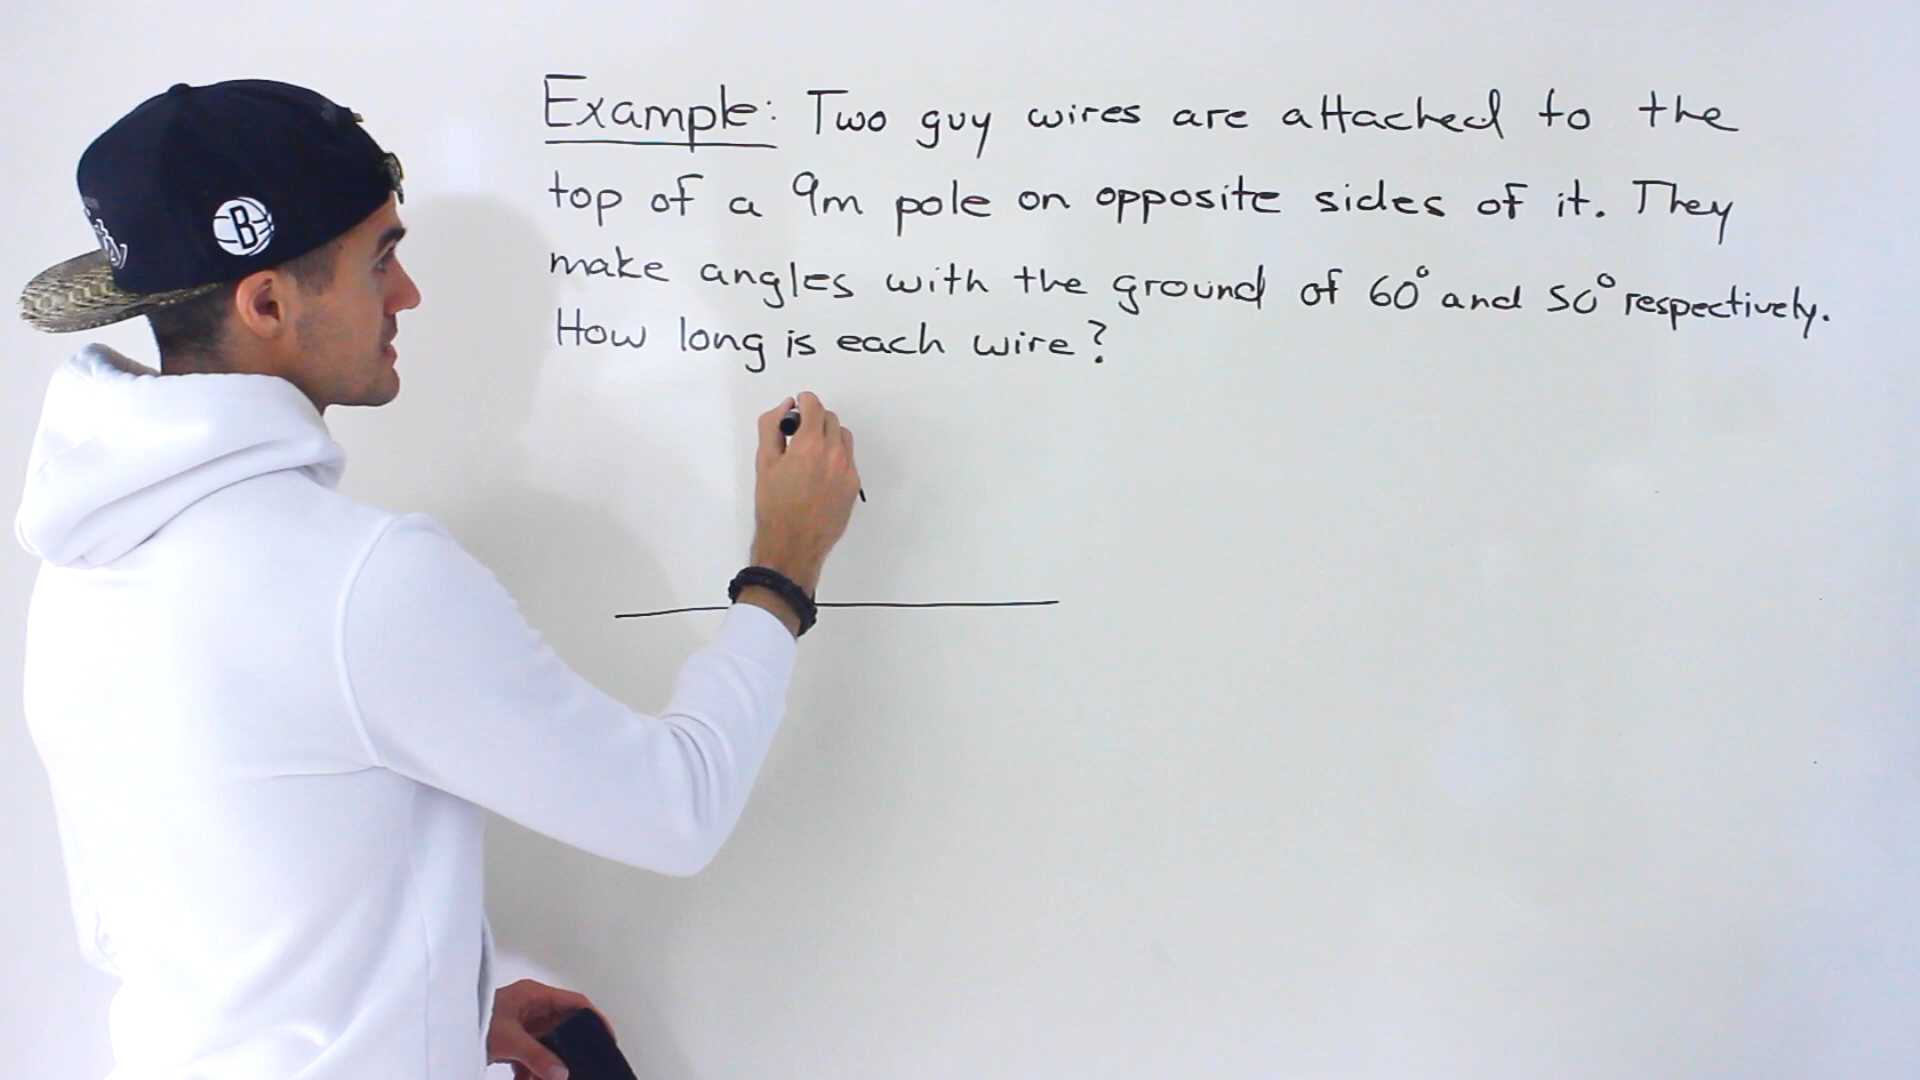 Example: Two guy wires are attached to the
top of a 9m pole on opposite sides of it. They
make angles with the ground of 60° and 50° respectively.
How long is each wire?
B